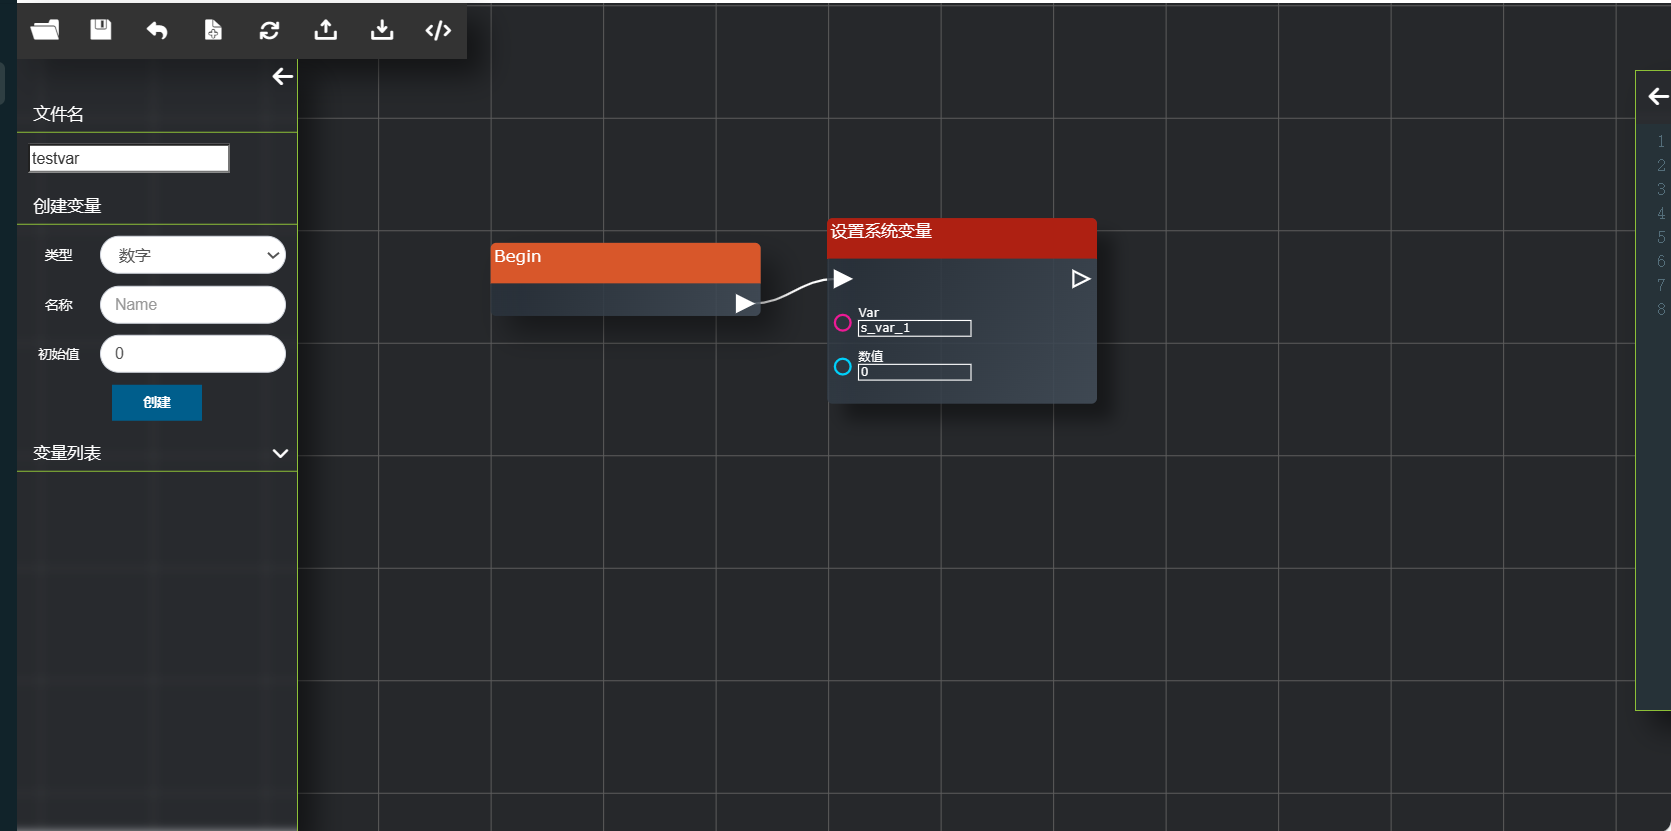 文件名
testvar
创建变量
类型
数字
名称
Name
初始值
0
创建
变量列表
Begin
设置系统变量
Var
s_var_1
数值
0
1
2
3
4
5
6
7
8